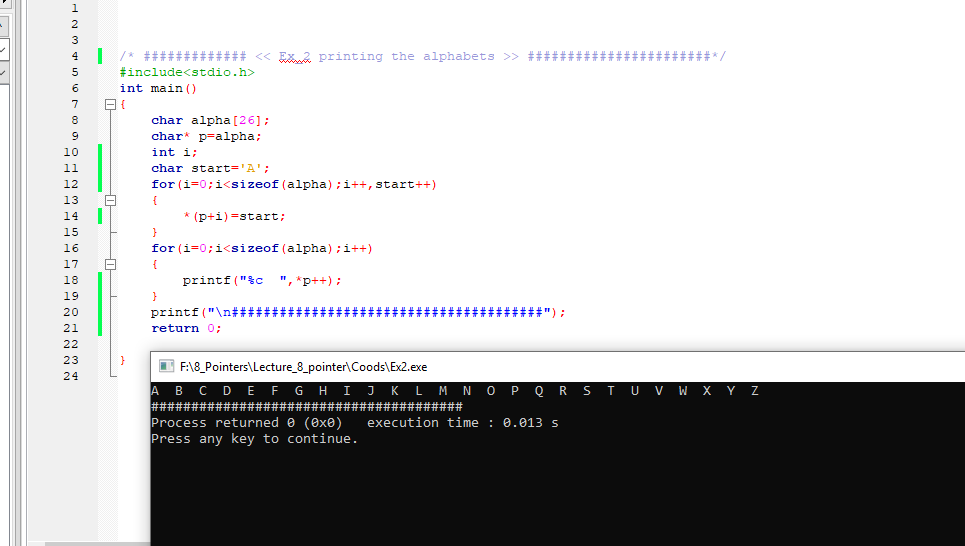 1
2
3
4 /* ############# << Ex_2 printing the alphabets >> #######################*/
5 #include<stdio.h>
6 int main()
7 {
8 char alpha[26];
9 char* p=alpha;
10 int i;
11 char start='A';
12 for(i=0;i<sizeof(alpha);i++,start++)
13 {
14 *(p+i)=start;
15 }
16 for(i=0;i<sizeof(alpha);i++)
17 {
18 printf("%c  ",*p++);
19 }
20 printf("\n#######################################");
21 return 0;
22
23 }
24
F:\8_Pointers\Lecture_8_pointer\Coods\Ex2.exe
A B C D E F G H I J K L M N O P Q R S T U V W X Y Z
#######################################
Process returned 0 (0x0)   execution time : 0.013 s
Press any key to continue.